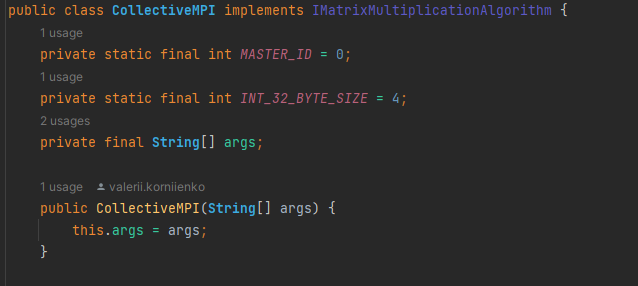 public class CollectiveMPI implements IMatrixMultiplicationAlgorithm {
1 usage
private static final int MASTER_ID = 0;
1 usage
private static final int INT_32_BYTE_SIZE = 4;
2 usages
private final String[] args;
1 usage valerii.korniienko
public CollectiveMPI(String[] args) {
this.args = args;
}